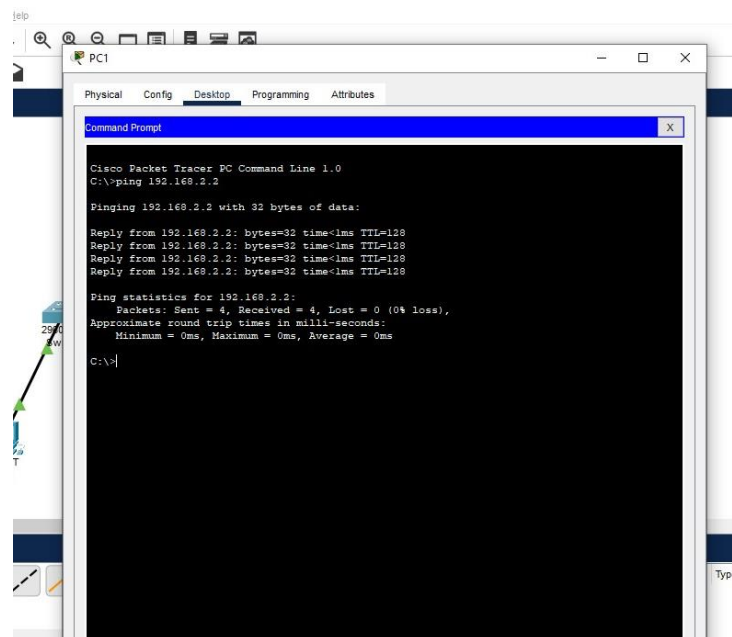 Help
PC1
Physical Config Desktop Programming Attributes
Command Prompt
X
Cisco Packet Tracer PC Command Line 1.0
C:\>ping 192.168.2.2
Pinging 192.168.2.2 with 32 bytes of data:
Reply from 192.168.2.2: bytes=32 time<1ms TTL=128
Reply from 192.168.2.2: bytes=32 time<1ms TTL=128
Reply from 192.168.2.2: bytes=32 time<1ms TTL=128
Reply from 192.168.2.2: bytes=32 time<1ms TTL=128
Ping statistics for 192.168.2.2:
Packets: Sent = 4, Received = 4, Lost = 0 (0% loss),
Approximate round trip times in milli-seconds:
Minimum = 0ms, Maximum = 0ms, Average = 0ms
C:\>
Sw
T
Typ